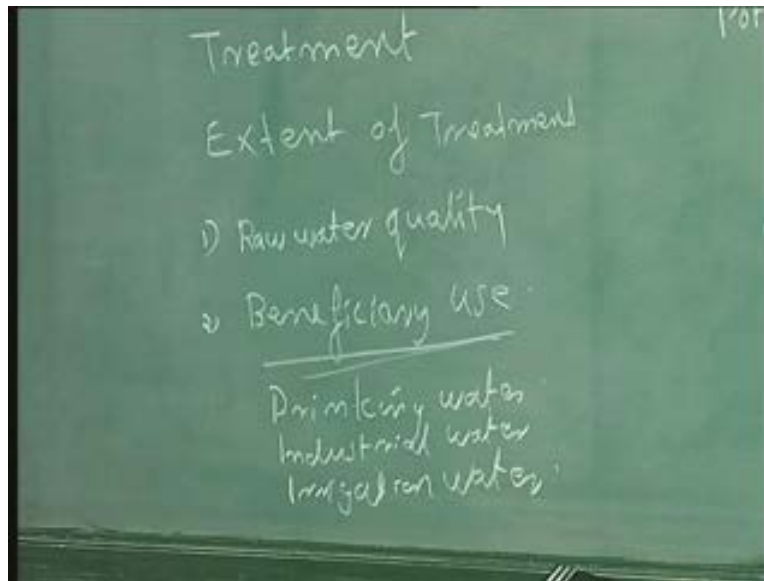 Treatment
Extent of Treatment
1) Raw water quality
2) Beneficiary use.
Drinking water
Industrial water
Irrigation water.